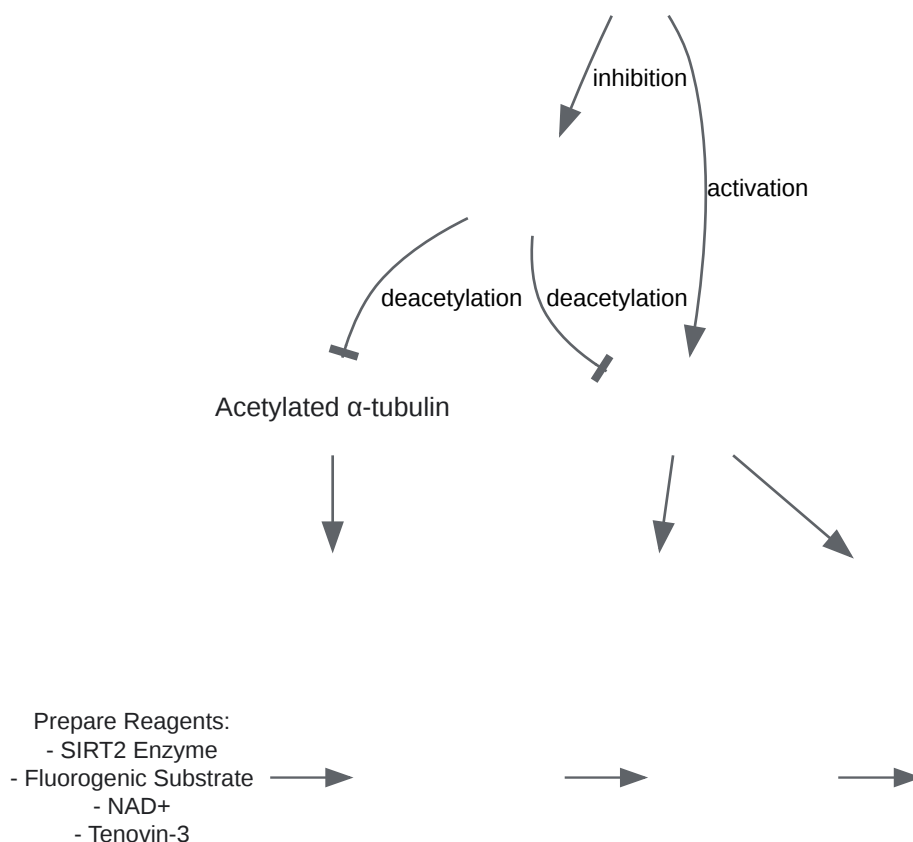 inhibition
activation
deacetylation
deacetylation
Acetylated α-tubulin
Prepare Reagents:
- SIRT2 Enzyme
- Fluorogenic Substrate
- NAD+
- Tenovin-3